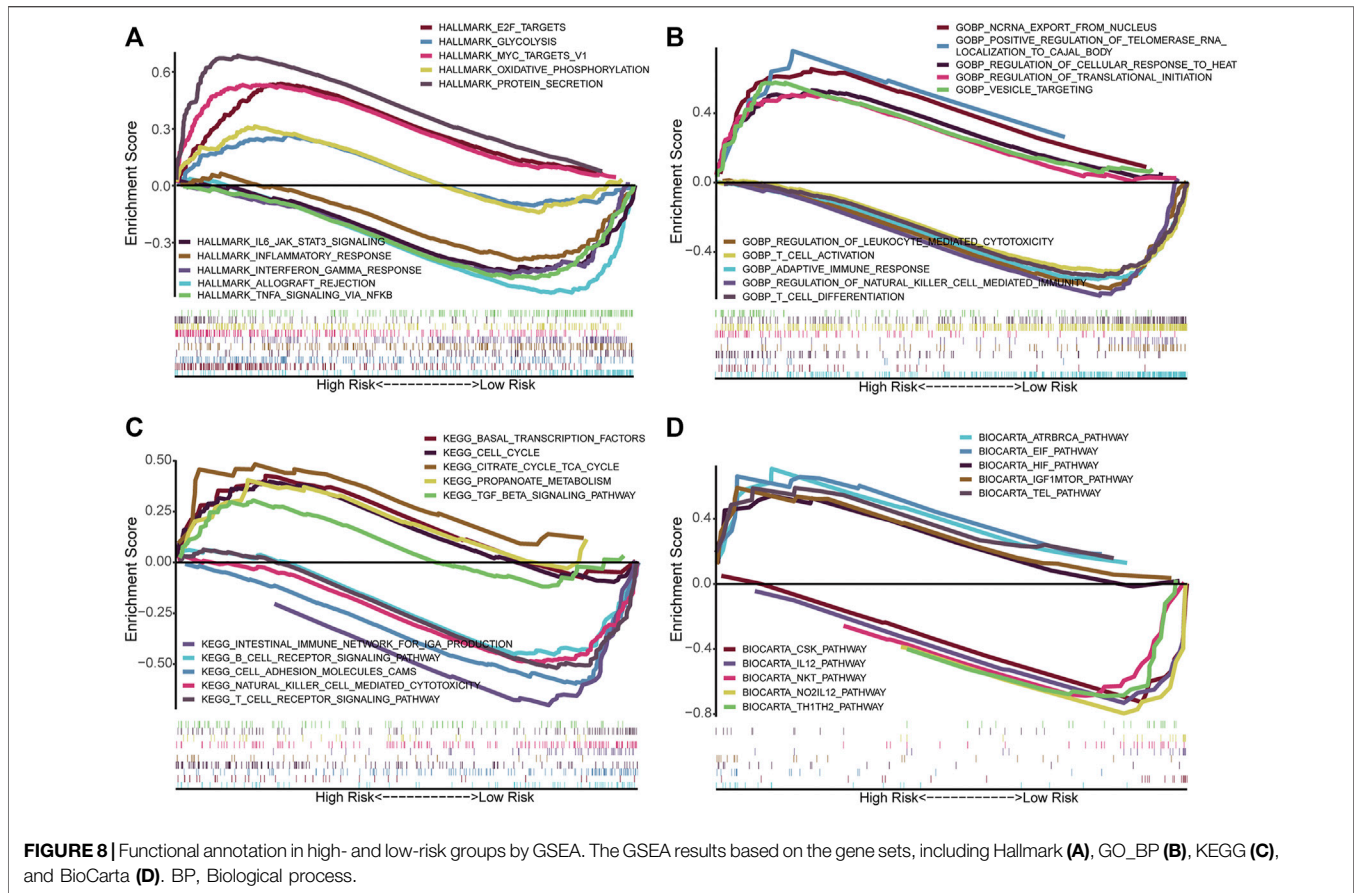 A
HALLMARK_E2F_TARGETS
HALLMARK_GLYCOLYSIS
HALLMARK_MYC_TARGETS_V1
HALLMARK_OXIDATIVE_PHOSPHORYLATION
HALLMARK_PROTEIN_SECRETION
Enrichment Score
0.6
0.3
0.0
−0.3
HALLMARK_IL6_JAK_STAT3_SIGNALING
HALLMARK_INFLAMMATORY_RESPONSE
HALLMARK_INTERFERON_GAMMA_RESPONSE
HALLMARK_ALLOGRAFT_REJECTION
HALLMARK_TNFA_SIGNALING_VIA_NFKB
High Risk<------------->Low Risk
B
GOBP_NCRNA_EXPORT_FROM_NUCLEUS
GOBP_POSITIVE_REGULATION_OF_TELOMERASE_RNA_
LOCALIZATION_TO_CAJAL_BODY
GOBP_REGULATION_OF_CELLULAR_RESPONSE_TO_HEAT
GOBP_REGULATION_OF_TRANSLATIONAL_INITIATION
GOBP_VESICLE_TARGETING
Enrichment Score
0.4
0.0
−0.4
GOBP_REGULATION_OF_LEUKOCYTE_MEDIATED_CYTOTOXICITY
GOBP_T_CELL_ACTIVATION
GOBP_ADAPTIVE_IMMUNE_RESPONSE
GOBP_REGULATION_OF_NATURAL_KILLER_CELL_MEDIATED_IMMUNITY
GOBP_T_CELL_DIFFERENTIATION
High Risk<------------->Low Risk
C
KEGG_BASAL_TRANSCRIPTION_FACTORS
KEGG_CELL_CYCLE
KEGG_CITRATE_CYCLE_TCA_CYCLE
KEGG_PROPANOATE_METABOLISM
KEGG_TGF_BETA_SIGNALING_PATHWAY
Enrichment Score
0.50
0.25
0.00
−0.25
−0.50
KEGG_INTESTINAL_IMMUNE_NETWORK_FOR_IGA_PRODUCTION
KEGG_B_CELL_RECEPTOR_SIGNALING_PATHWAY
KEGG_CELL_ADHESION_MOLECULES_CAMS
KEGG_NATURAL_KILLER_CELL_MEDIATED_CYTOTOXICITY
KEGG_T_CELL_RECEPTOR_SIGNALING_PATHWAY
High Risk<------------->Low Risk
D
BIOCARTA_ATRBRCA_PATHWAY
BIOCARTA_EIF_PATHWAY
BIOCARTA_HIF_PATHWAY
BIOCARTA_IGF1MTOR_PATHWAY
BIOCARTA_TEL_PATHWAY
Enrichment Score
0.4
0.0
−0.4
−0.8
BIOCARTA_CSK_PATHWAY
BIOCARTA_IL12_PATHWAY
BIOCARTA_NKT_PATHWAY
BIOCARTA_NO2IL12_PATHWAY
BIOCARTA_TH1TH2_PATHWAY
High Risk<------------->Low Risk
FIGURE 8 | Functional annotation in high- and low-risk groups by GSEA. The GSEA results based on the gene sets, including Hallmark (A), GO_BP (B), KEGG (C),
and BioCarta (D). BP, Biological process.